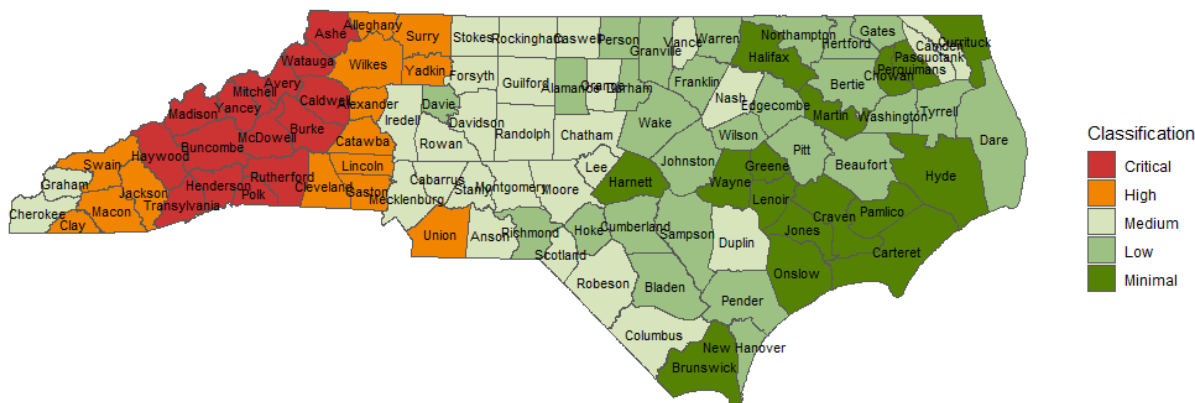 Ashe
Alleghany
Surry
Stokes
Rockingham
Caswell
Person
Granville
Vance
Warren
Northampton
Hertford
Gates
Camden
Currituck
Pasquotank
Perquimans
Chowan
Watauga
Wilkes
Yadkin
Forsyth
Guilford
Alamance
Orange
Durham
Franklin
Halifax
Bertie
Avery
Mitchell
Caldwell
Alexander
Iredell
Davie
Davidson
Randolph
Chatham
Wake
Nash
Edgecombe
Martin
Washington
Tyrrell
Dare
Madison
Yancey
McDowell
Burke
Catawba
Rowan
Lee
Johnston
Wilson
Pitt
Beaufort
Hyde
Swain
Haywood
Buncombe
Rutherford
Lincoln
Cabarrus
Stanly
Montgomery
Moore
Harnett
Wayne
Greene
Lenoir
Graham
Jackson
Henderson
Polk
Cleveland
Gaston
Mecklenburg
Cherokee
Clay
Macon
Transylvania
Union
Anson
Richmond
Hoke
Cumberland
Sampson
Duplin
Jones
Craven
Pamlico
Scotland
Robeson
Bladen
Pender
Onslow
Carteret
Columbus
New Hanover
Brunswick
Classification
Critical
High
Medium
Low
Minimal